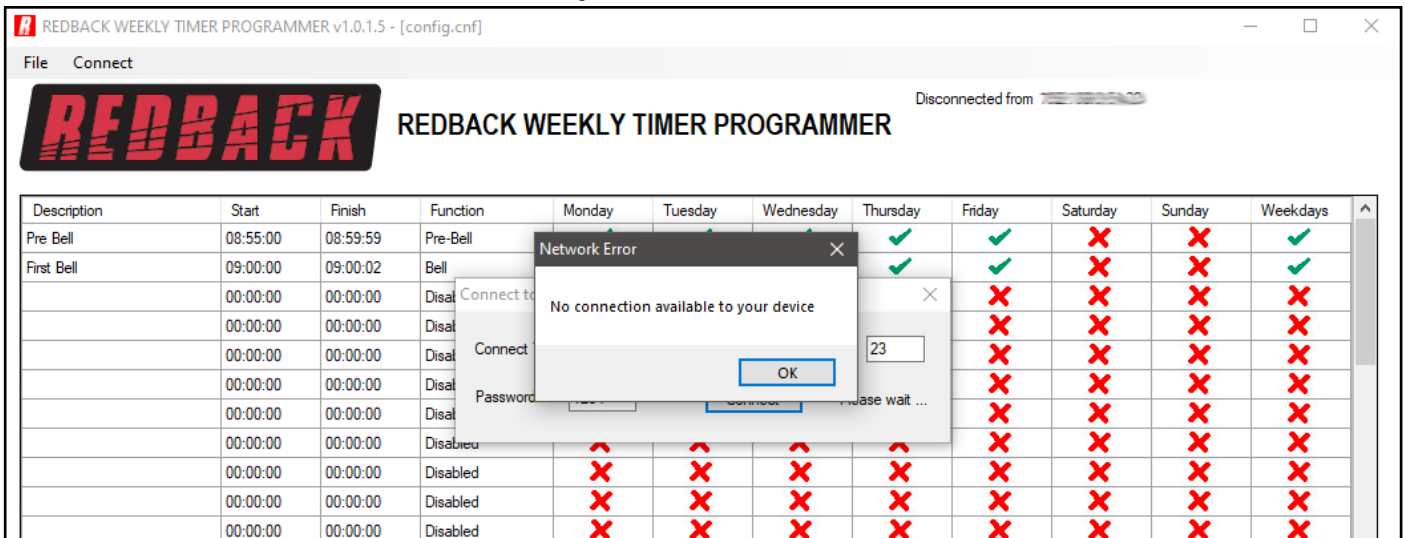 REDBACK WEEKLY TIMER PROGRAMMER v1.0.1.5 - [config.cnf]
File Connect
REDBACK
REDBACK WEEKLY TIMER PROGRAMMER
Disconnected from
Description Start Finish Function Monday Tuesday Wednesday Thursday Friday Saturday Sunday Weekdays
Pre Bell 08:55:00 08:59:59 Pre-Bell
First Bell 09:00:00 09:00:02 Bell
00:00:00 00:00:00
00:00:00 00:00:00
00:00:00 00:00:00
00:00:00 00:00:00
00:00:00 00:00:00
00:00:00 00:00:00 Disabled
00:00:00 00:00:00 Disabled
00:00:00 00:00:00 Disabled
00:00:00 00:00:00 Disabled
Connect to
Connect
23
Password
Please wait ...
Network Error
No connection available to your device
OK